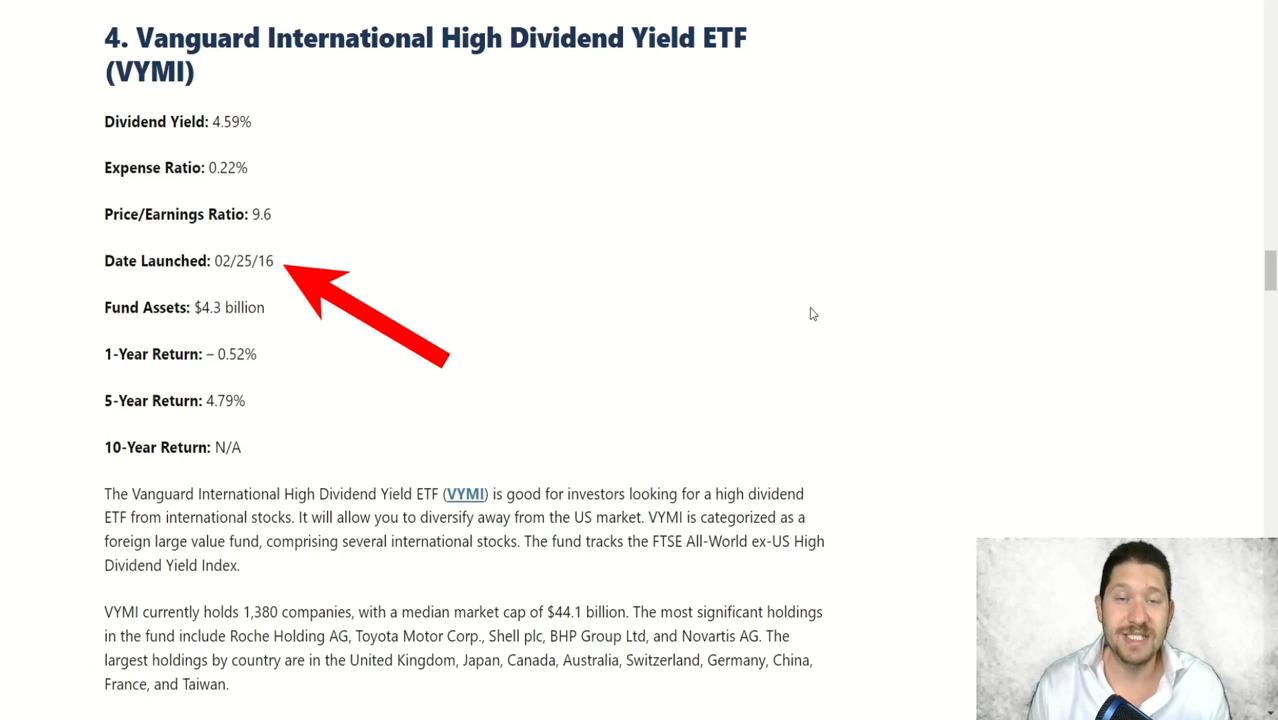 4. Vanguard International High Dividend Yield ETF
(VYMI)
Dividend Yield: 4.59%
Expense Ratio: 0.22%
Price/Earnings Ratio: 9.6
Date Launched: 02/25/16
Fund Assets: $4.3 billion
1-Year Return: – 0.52%
5-Year Return: 4.79%
10-Year Return: N/A
The Vanguard International High Dividend Yield ETF (VYMI) is good for investors looking for a high dividend
ETF from international stocks. It will allow you to diversify away from the US market. VYMI is categorized as a
foreign large value fund, comprising several international stocks. The fund tracks the FTSE All-World ex-US High
Dividend Yield Index.
VYMI currently holds 1,380 companies, with a median market cap of $44.1 billion. The most significant holdings
in the fund include Roche Holding AG, Toyota Motor Corp., Shell plc, BHP Group Ltd, and Novartis AG. The
largest holdings by country are in the United Kingdom, Japan, Canada, Australia, Switzerland, Germany, China,
France, and Taiwan.